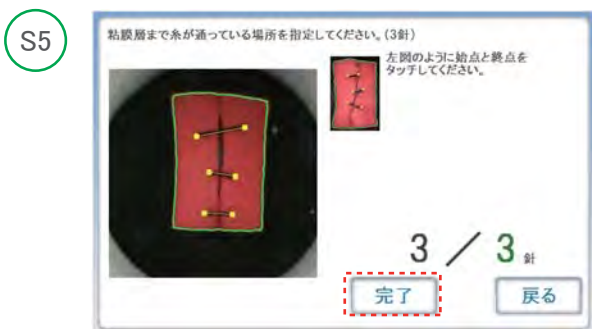 S5
粘膜層まで糸が通っている場所を指定してください。(3針)
左図のように始点と終点を
タッチしてください。
3 / 3 針
完了
戻る